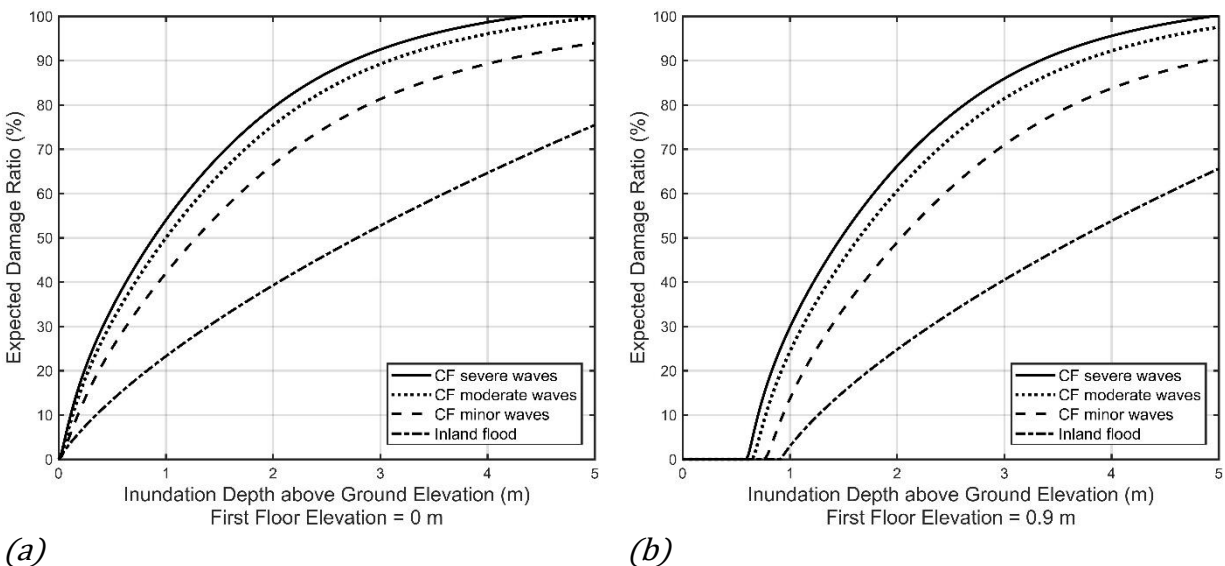 100
90
80
70
60
50
40
30
20
10
0
Expected Damage Ratio (%)
CF severe waves
CF moderate waves
CF minor waves
Inland flood
0 1 2 3 4 5
Inundation Depth above Ground Elevation (m)
First Floor Elevation = 0 m
(a)
100
90
80
70
60
50
40
30
20
10
0
Expected Damage Ratio (%)
CF severe waves
CF moderate waves
CF minor waves
Inland flood
0 1 2 3 4 5
Inundation Depth above Ground Elevation (m)
First Floor Elevation = 0.9 m
(b)